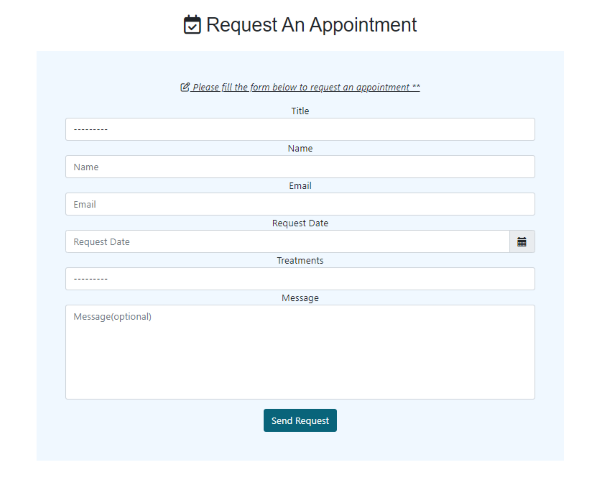 Request An Appointment
Please fill the form below to request an appointment **
Title
---------
Name
Name
Email
Email
Request Date
Request Date
Treatments
---------
Message
Message(optional)
Send Request